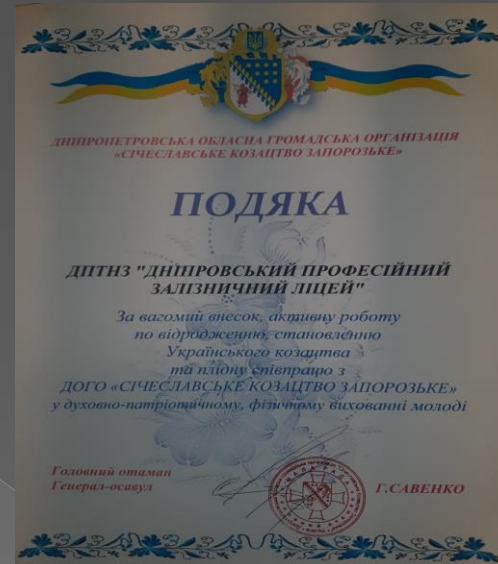 ДНІПРОПЕТРОВСЬКА ОБЛАСНА ГРОМАДСЬКА ОРГАНІЗАЦІЯ
«СІЧЕСЛАВСЬКЕ КОЗАЦТВО ЗАПОРОЗЬКЕ»
ПОДЯКА
ДПТНЗ "ДНІПРОВСЬКИЙ ПРОФЕСІЙНИЙ
ЗАЛІЗНИЧНИЙ ЛІЦЕЙ"
За вагомий внесок, активну роботу
по відродженню, становленню
Українського козацтва
та плідну співпрацю з
ДОГО «СІЧЕСЛАВСЬКЕ КОЗАЦТВО ЗАПОРОЗЬКЕ»
у духовно-патріотичному, фізичному вихованні молоді
Головний отаман
Генерал-осавул
Г.САВЕНКО